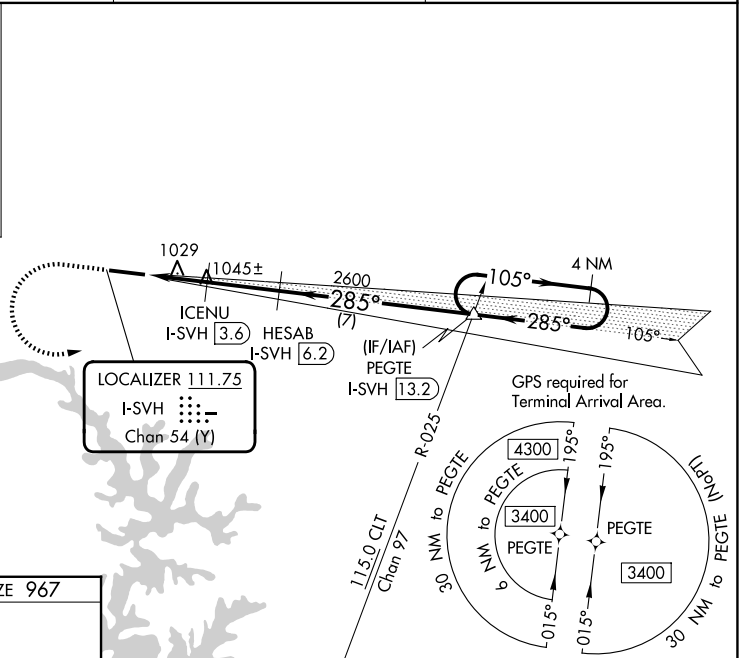 1029
1045±
2600
285°
(7)
105°
4 NM
285°
105°
ICENU
I-SVH 3.6
HESAB
I-SVH 6.2
(IF/IAF)
PEGTE
I-SVH 13.2
LOCALIZER 111.75
I-SVH
Chan 54 (Y)
GPS required for
Terminal Arrival Area.
R-025
115.0 CLT
Chan 97
30 NM to PEGTE
4300
195°
6 NM to PEGTE
3400
PEGTE
015°
195°
PEGTE
3400
015°
30 NM to PEGTE (NoPT)
ZE 967